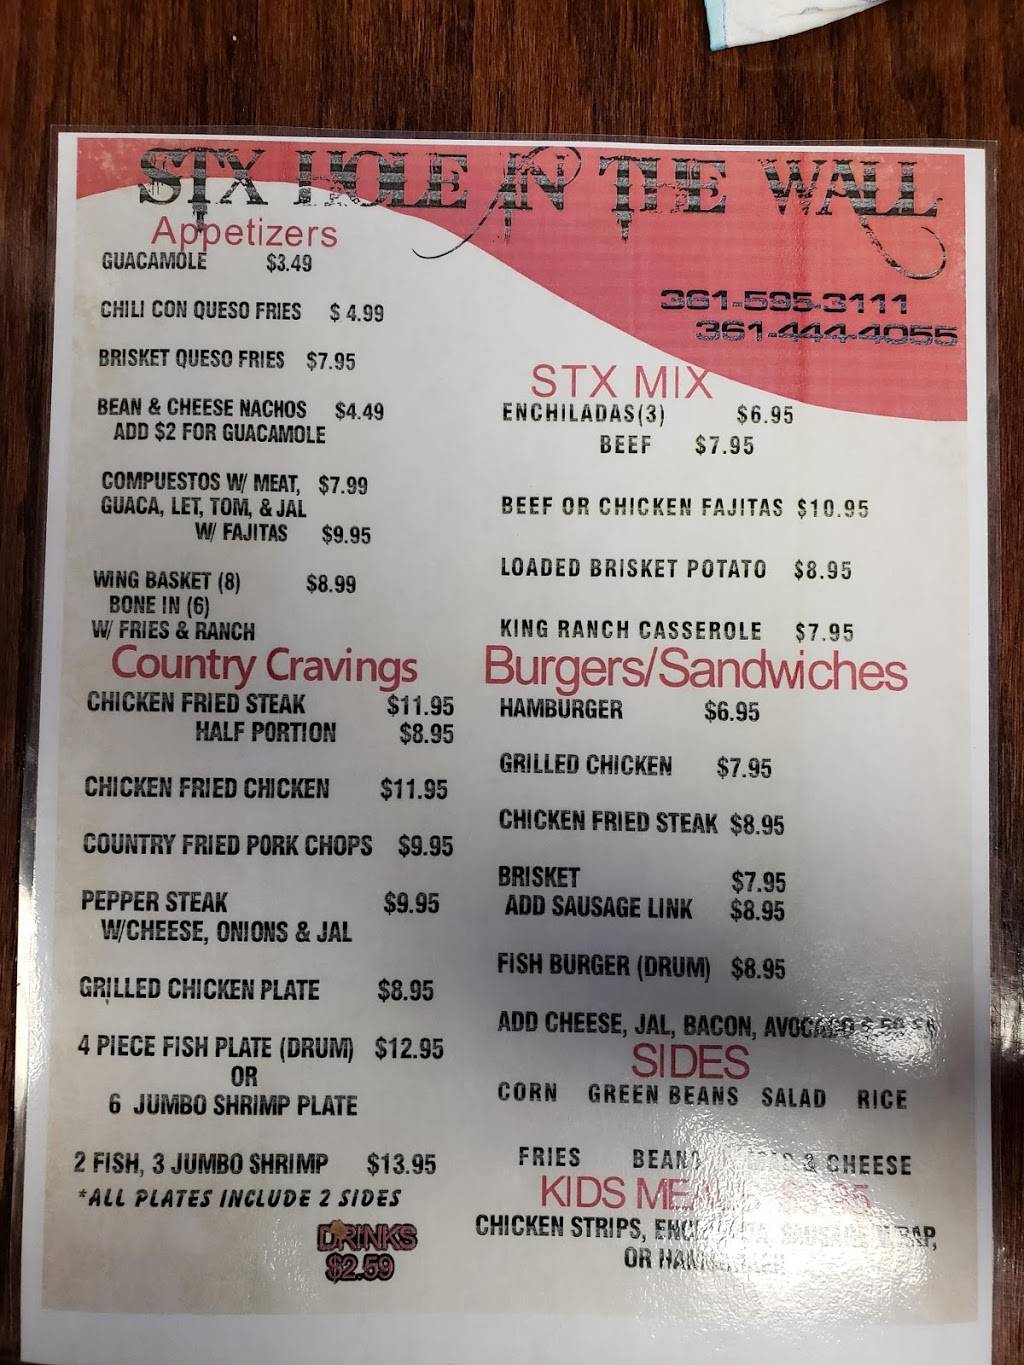 STX HOLE IN THE WALL
361-595-3111
361-444-4055
Appetizers
GUACAMOLE $3.49
CHILI CON QUESO FRIES $ 4.99
BRISKET QUESO FRIES $7.95
BEAN & CHEESE NACHOS $4.49
ADD $2 FOR GUACAMOLE
COMPUESTOS W/ MEAT, $7.99
GUACA, LET, TOM, & JAL
W/ FAJITAS $9.95
WING BASKET (8) $8.99
BONE IN (6)
W/ FRIES & RANCH
Country Cravings
CHICKEN FRIED STEAK $11.95
HALF PORTION $8.95
CHICKEN FRIED CHICKEN $11.95
COUNTRY FRIED PORK CHOPS $9.95
PEPPER STEAK $9.95
W/CHEESE, ONIONS & JAL
GRILLED CHICKEN PLATE $8.95
4 PIECE FISH PLATE (DRUM) $12.95
OR
6 JUMBO SHRIMP PLATE
2 FISH, 3 JUMBO SHRIMP $13.95
*ALL PLATES INCLUDE 2 SIDES
DRINKS
$2.59
STX MIX
ENCHILADAS(3) $6.95
BEEF $7.95
BEEF OR CHICKEN FAJITAS $10.95
LOADED BRISKET POTATO $8.95
KING RANCH CASSEROLE $7.95
Burgers/Sandwiches
HAMBURGER $6.95
GRILLED CHICKEN $7.95
CHICKEN FRIED STEAK $8.95
BRISKET $7.95
ADD SAUSAGE LINK $8.95
FISH BURGER (DRUM) $8.95
ADD CHEESE, JAL, BACON, AVOCADO
SIDES
CORN GREEN BEANS SALAD RICE
FRIES BEANS & CHEESE
KIDS MEALS
CHICKEN STRIPS,
OR